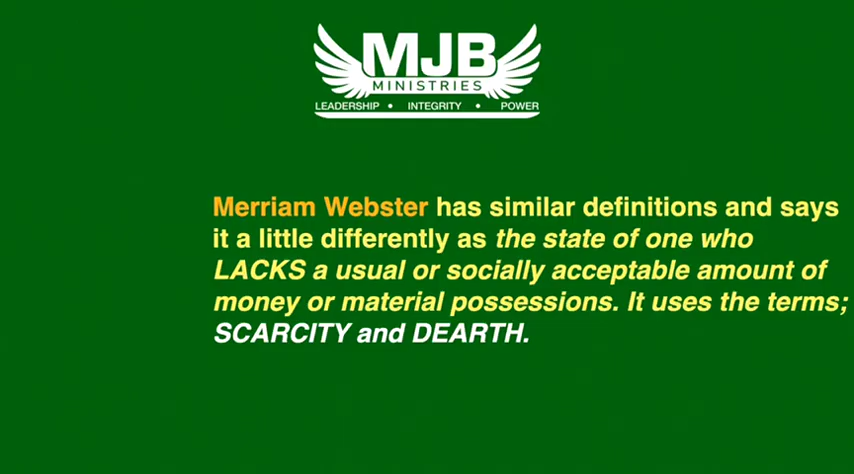 MJB
MINISTRIES
LEADERSHIP • INTEGRITY • POWER
Merriam Webster has similar definitions and says
it a little differently as the state of one who
LACKS a usual or socially acceptable amount of
money or material possessions. It uses the terms;
SCARCITY and DEARTH.